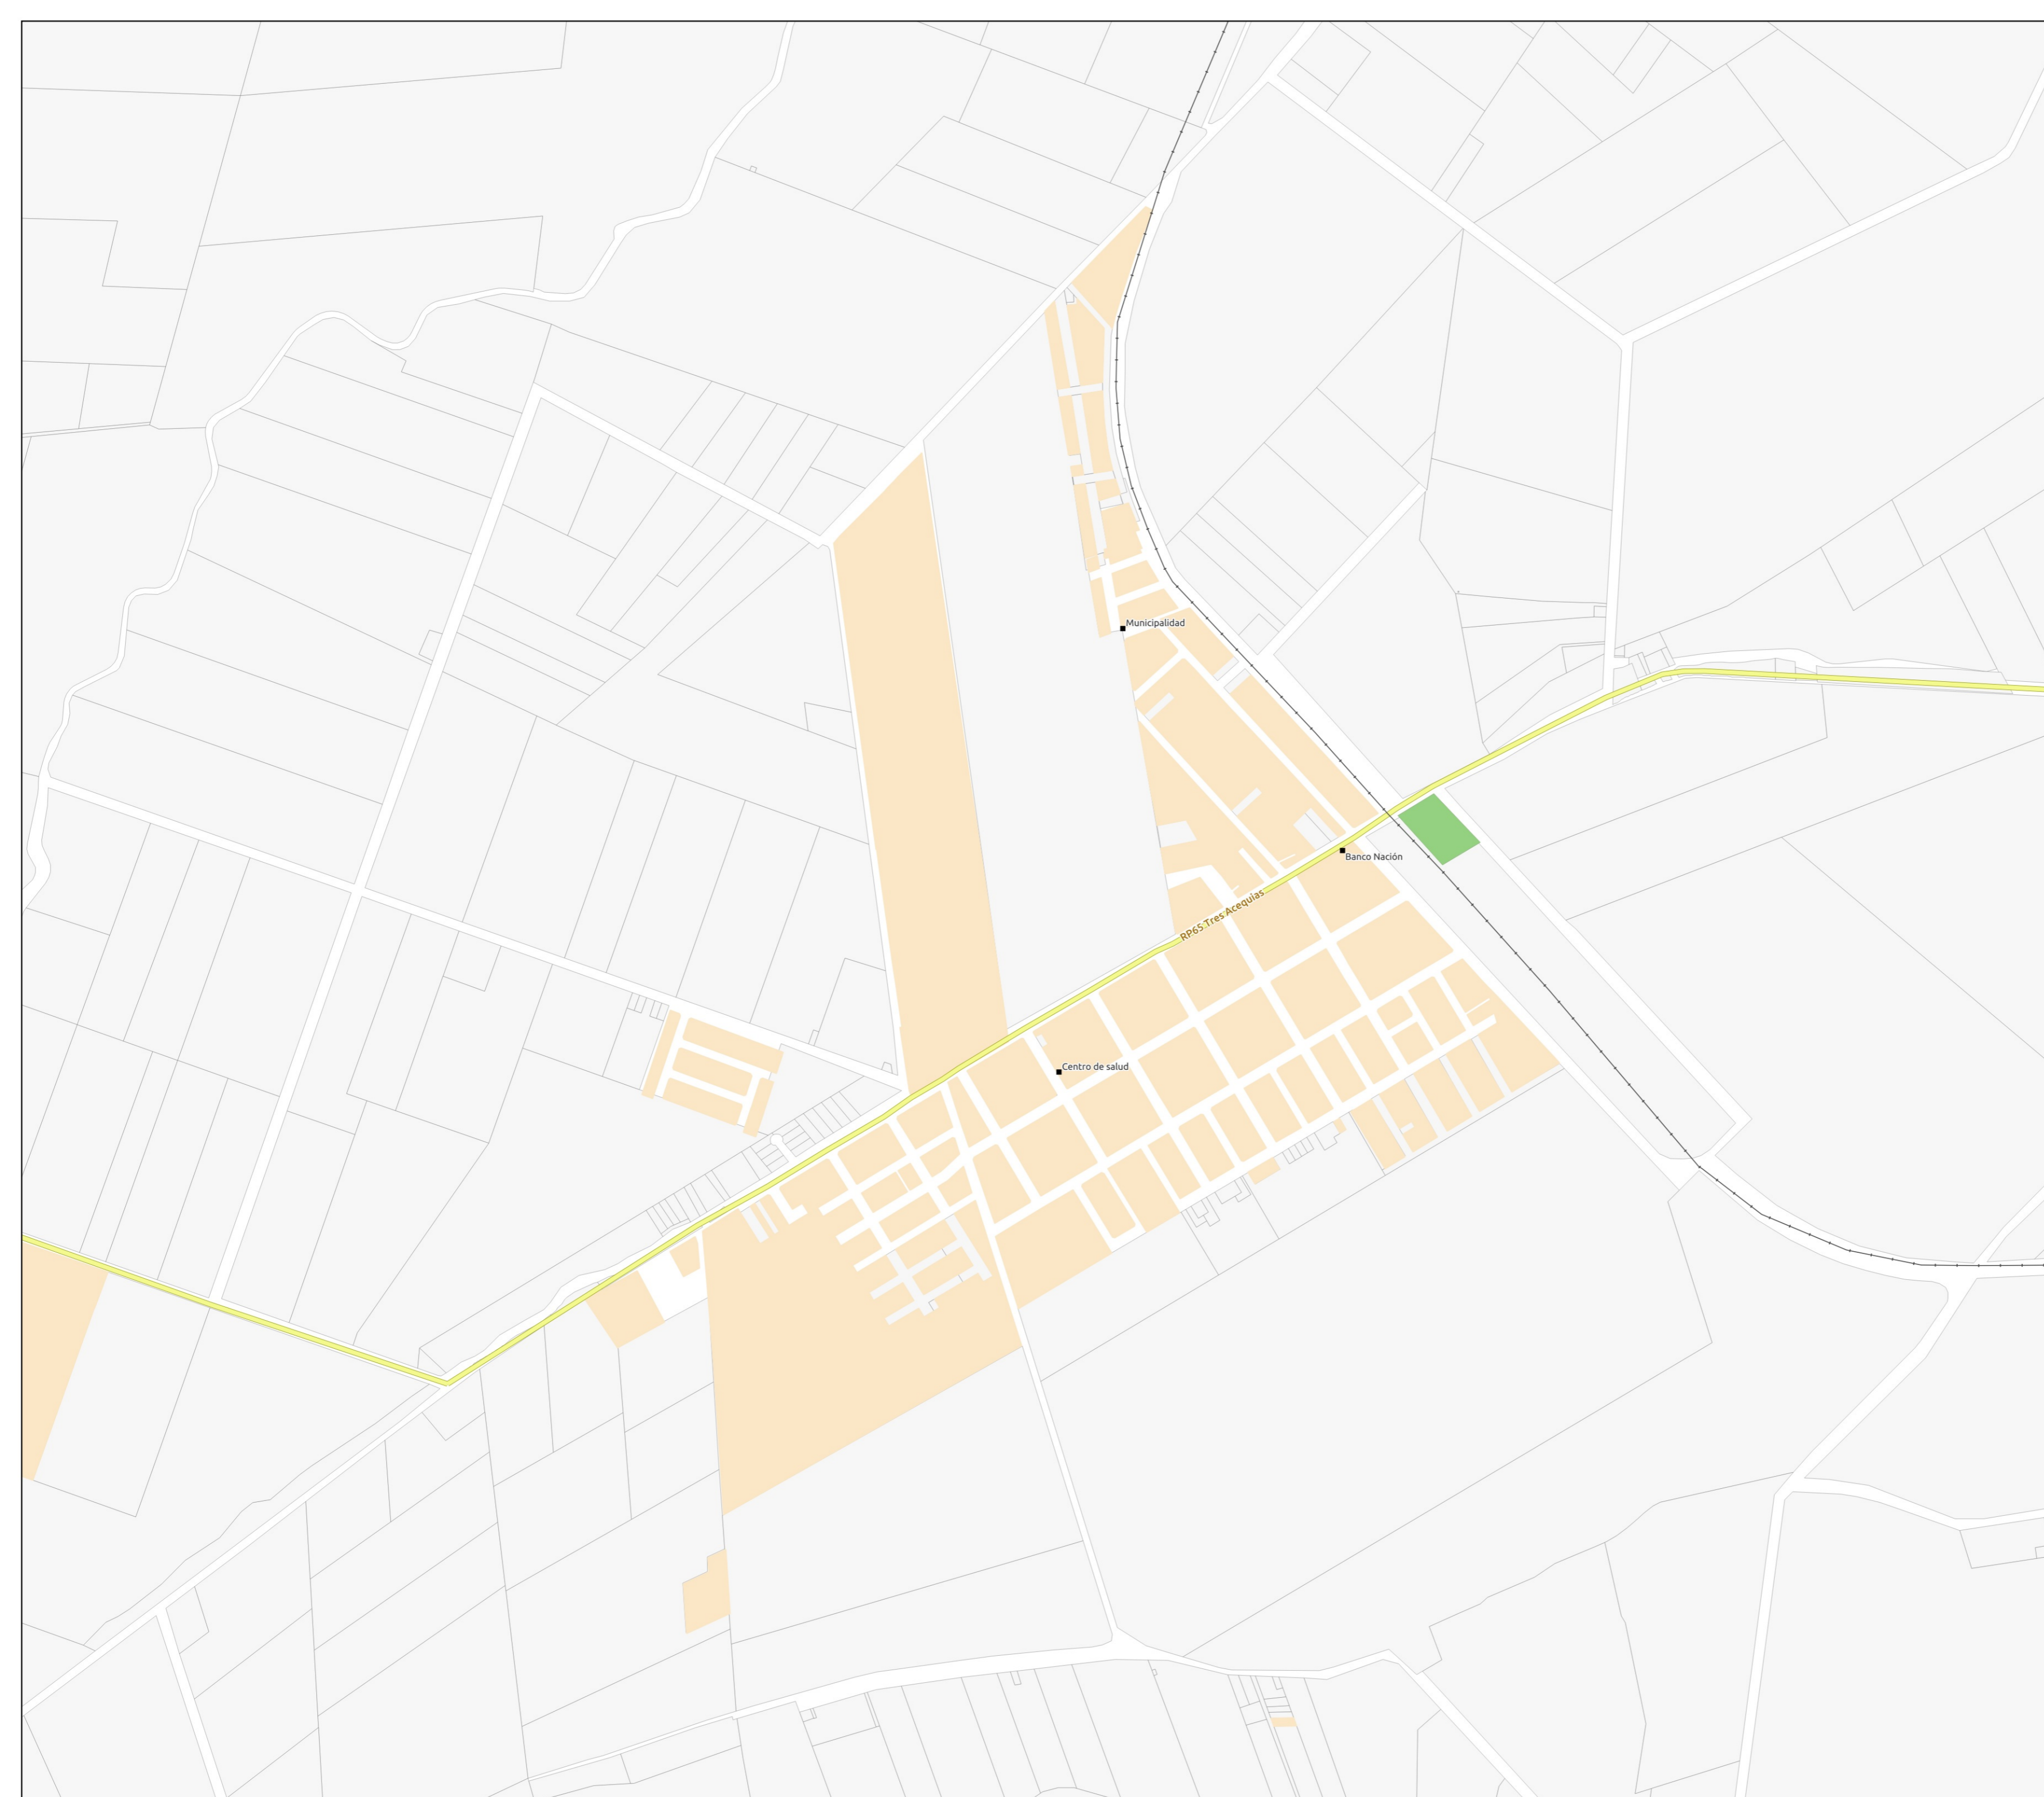 Municipalidad
Banco Nación
RP65 Tres Acequias
Centro de salud